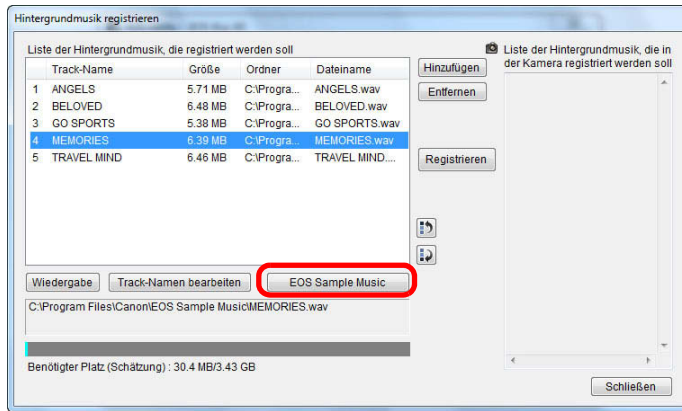 Hintergrundmusik registrieren
Liste der Hintergrundmusik, die registriert werden soll
Track-Name Größe Ordner Dateiname
1 ANGELS 5.71 MB C:\Progra... ANGELS.wav
2 BELOVED 6.48 MB C:\Progra... BELOVED.wav
3 GO SPORTS 5.38 MB C:\Progra... GO SPORTS.wav
4 MEMORIES 6.39 MB C:\Progra... MEMORIES.wav
5 TRAVEL MIND 6.46 MB C:\Progra... TRAVEL MIND....
Hinzufügen
Entfernen
Registrieren
Liste der Hintergrundmusik, die in
der Kamera registriert werden soll
Wiedergabe Track-Namen bearbeiten EOS Sample Music
C:\Program Files\Canon\EOS Sample Music\MEMORIES.wav
Benötigter Platz (Schätzung) : 30.4 MB/3.43 GB
Schließen